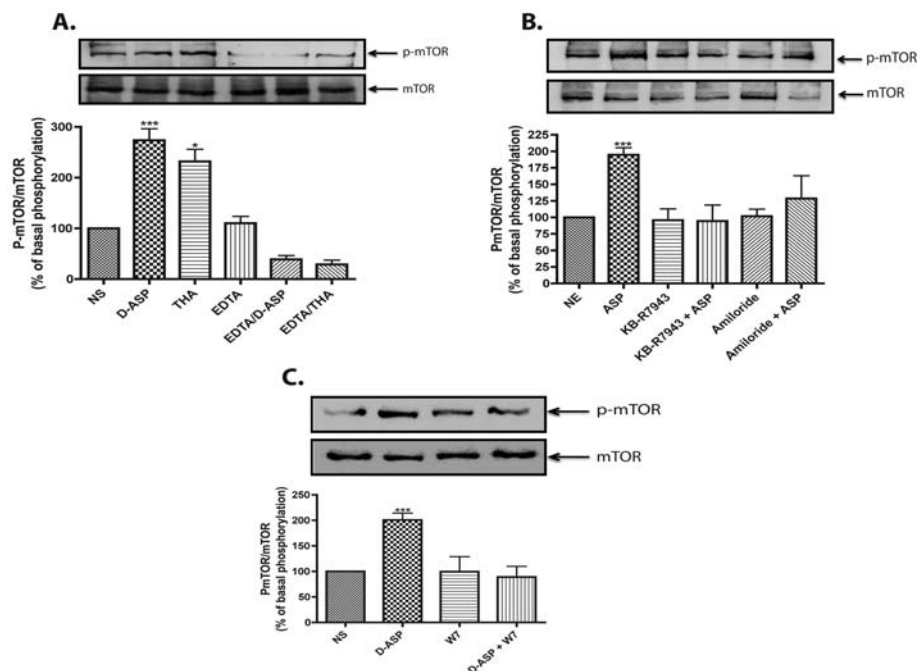 A.
p-mTOR
mTOR
P-mTOR/mTOR
(% of basal phosphorylation)
300
200
100
0
***
*
NS
D-ASP
THA
EDTA
EDTA/D-ASP
EDTA/THA
B.
p-mTOR
mTOR
PmTOR/mTOR
(% of basal phosphorylation)
225
200
175
150
125
100
75
50
25
0
***
NE
ASP
KB-R7943
KB-R7943 + ASP
Amiloride
Amiloride + ASP
C.
p-mTOR
mTOR
PmTOR/mTOR
(% of basal phosphorylation)
250
200
150
100
50
0
***
NS
D-ASP
W7
D-ASP + W7